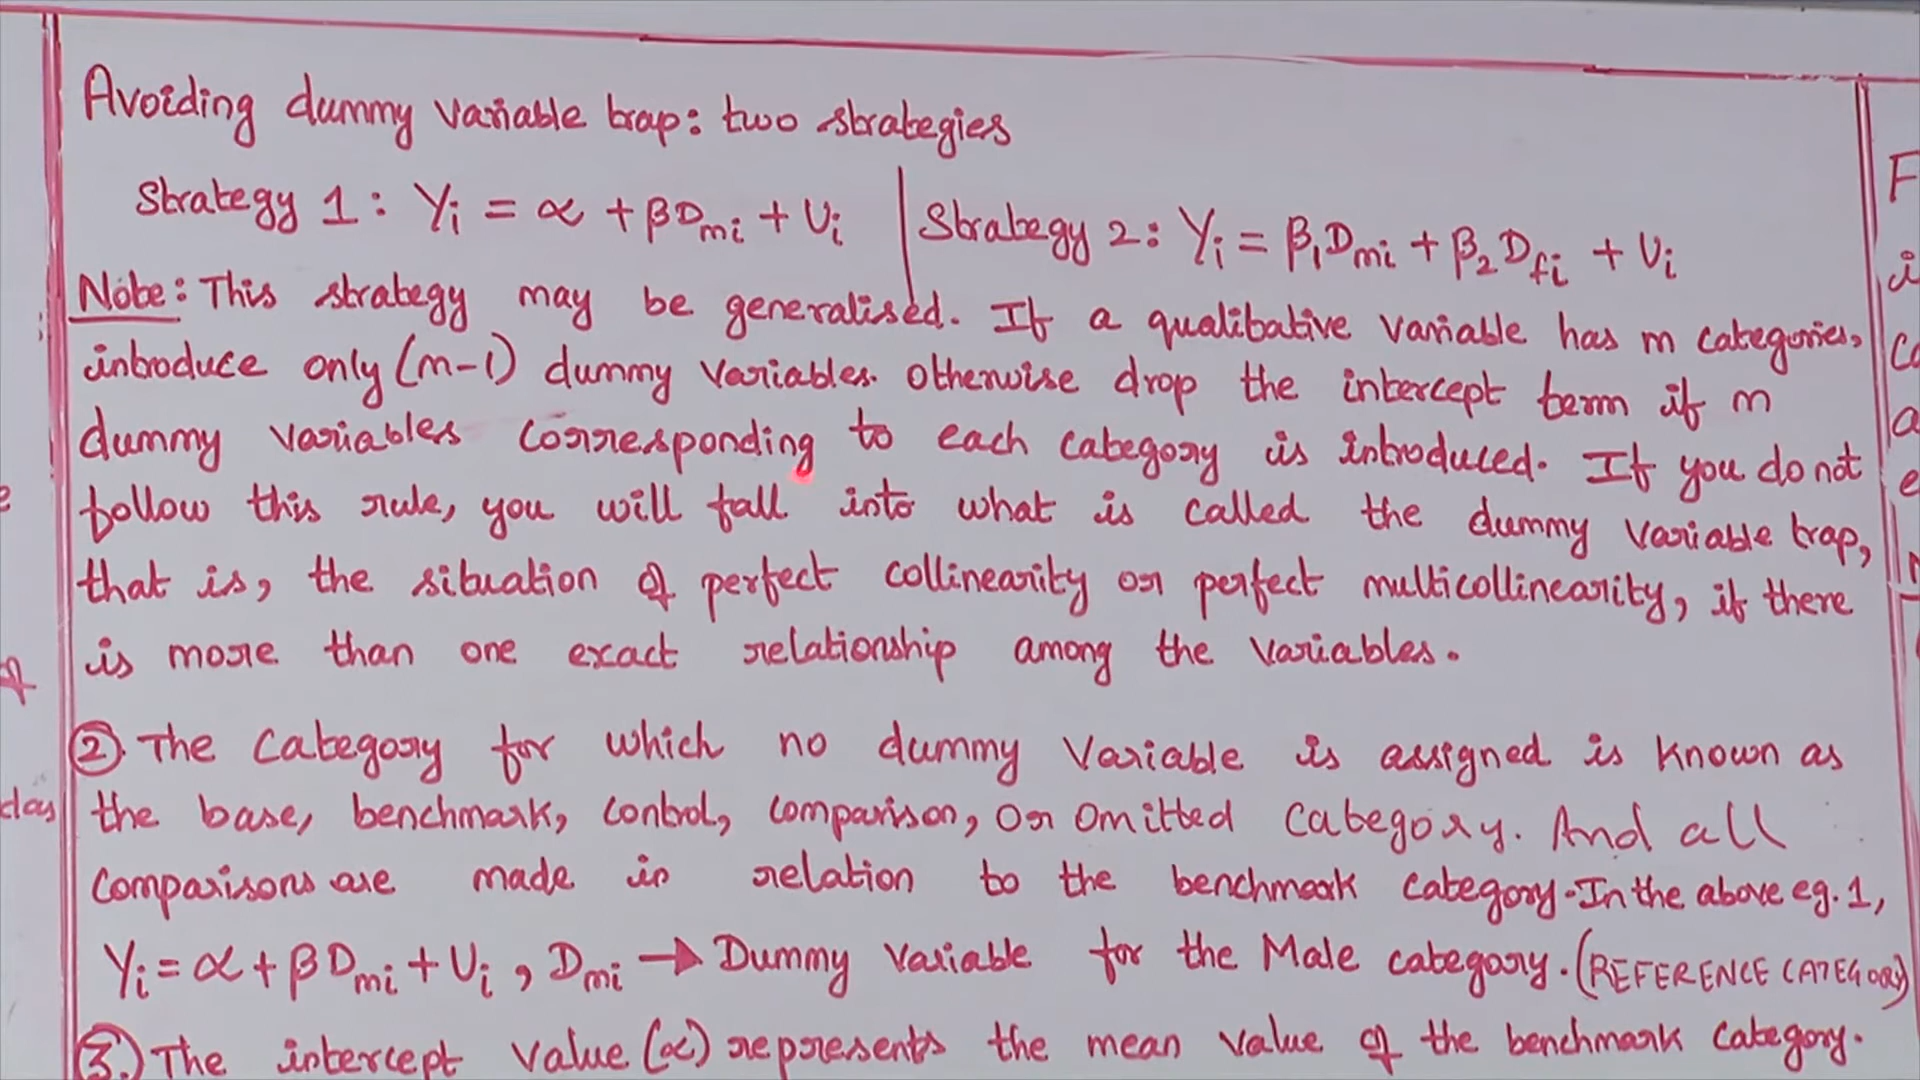 Avoiding dummy variable trap: two strategies
Strategy 1: Yi = α + βDmi + Ui | Strategy 2: Yi = β1Dmi + β2Dfi + Ui
Note: This strategy may be generalised. If a qualitative variable has m categories,
introduce only (m-1) dummy variables. Otherwise drop the intercept term if m
dummy variables corresponding to each category is introduced. If you do not
follow this rule, you will fall into what is called the dummy variable trap,
that is, the situation of perfect collinearity or perfect multicollinearity, if there
is more than one exact relationship among the variables.
② The category for which no dummy variable is assigned is known as
the base, benchmark, control, comparison, or omitted category. And all
comparisons are made in relation to the benchmark category. In the above eg. 1,
Yi = α + βDmi + Ui, Dmi → Dummy variable for the Male category. (REFERENCE CATEGORY)
③.) The intercept value (α) represents the mean value of the benchmark category.